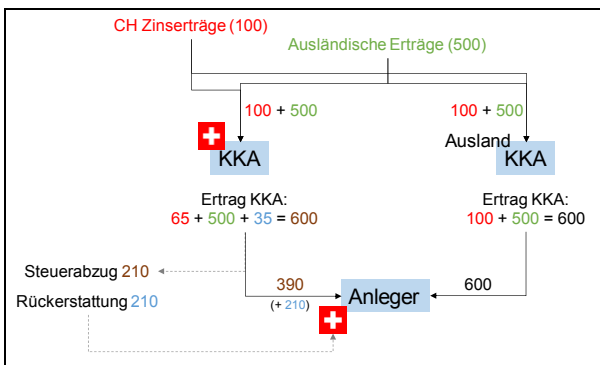 CH Zinserträge (100)
Ausländische Erträge (500)
100 + 500
100 + 500
KKA
Ausland
KKA
Ertrag KKA:
65 + 500 + 35 = 600
Ertrag KKA:
100 + 500 = 600
Steuerabzug 210
Rückerstattung 210
390
(+ 210)
Anleger
600